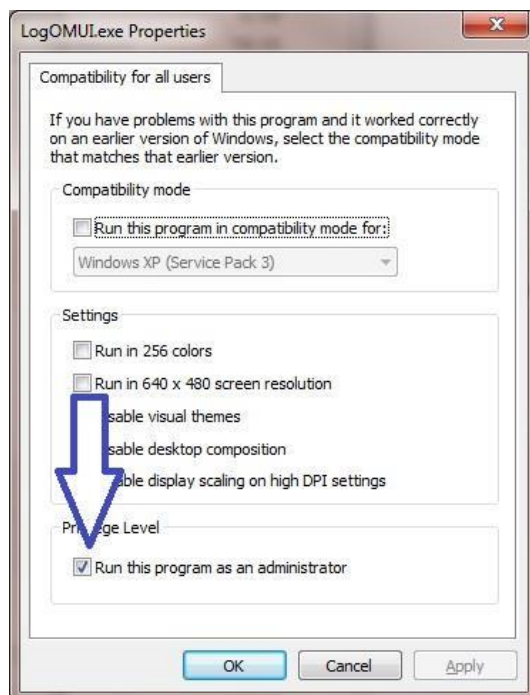 LogOMUI.exe Properties
Compatibility for all users
If you have problems with this program and it worked correctly
on an earlier version of Windows, select the compatibility mode
that matches that earlier version.
Compatibility mode
Run this program in compatibility mode for:
Windows XP (Service Pack 3)
Settings
Run in 256 colors
Run in 640 x 480 screen resolution
sable visual themes
sable desktop composition
able display scaling on high DPI settings
Privilege Level
Run this program as an administrator
OK Cancel Apply